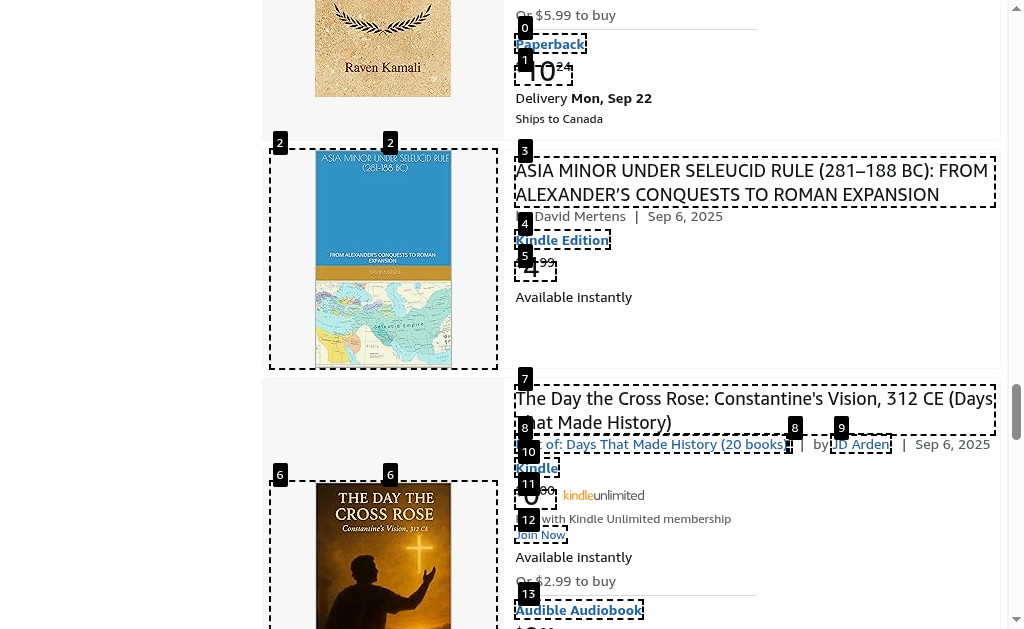 Or $5.99 to buy
0
Paperback
1
10 24
Raven Kamali
Delivery Mon, Sep 22
Ships to Canada
2
2
ASIA MINOR UNDER SELEUCID RULE
(281-188 BC)
FROM ALEXANDER'S CONQUESTS TO ROMAN
EXPANSION
DAVID MERTENS
Seleucid Empire
3
ASIA MINOR UNDER SELEUCID RULE (281–188 BC): FROM
ALEXANDER’S CONQUESTS TO ROMAN EXPANSION
David Mertens | Sep 6, 2025
4
Kindle Edition
5
4 99
Available instantly
6
6
THE DAY THE
CROSS ROSE
Constantine's Vision, 312 CE
7
The Day the Cross Rose: Constantine's Vision, 312 CE (Days
That Made History)
8
8
9
of: Days That Made History (20 books) | by JD Arden | Sep 6, 2025
10
Kindle
11
0 00 kindleunlimited
12
with Kindle Unlimited membership
Join Now
Available instantly
Or $2.99 to buy
13
Audible Audiobook